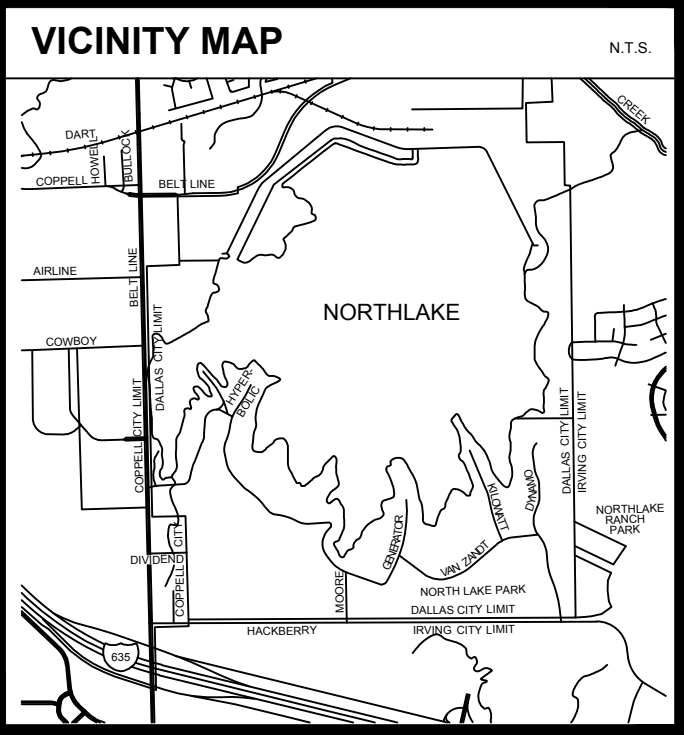 VICINITY MAP
N.T.S.
CREEK
DART
HOWELL
BULLOCK
COPPELL
BELT LINE
AIRLINE
BELT LINE
NORTHLAKE
COWBOY
DALLAS CITY LIMIT
HYPER-
BOLIC
COPPELL CITY LIMIT
DALLAS CITY LIMIT
IRVING CITY LIMIT
KILOWATT
DYNAMO
NORTHLAKE
RANCH
PARK
GENERATOR
VAN ZANDT
DIVIDEND
COPPELL CITY
MOORE
NORTH LAKE PARK
DALLAS CITY LIMIT
HACKBERRY
IRVING CITY LIMIT
635